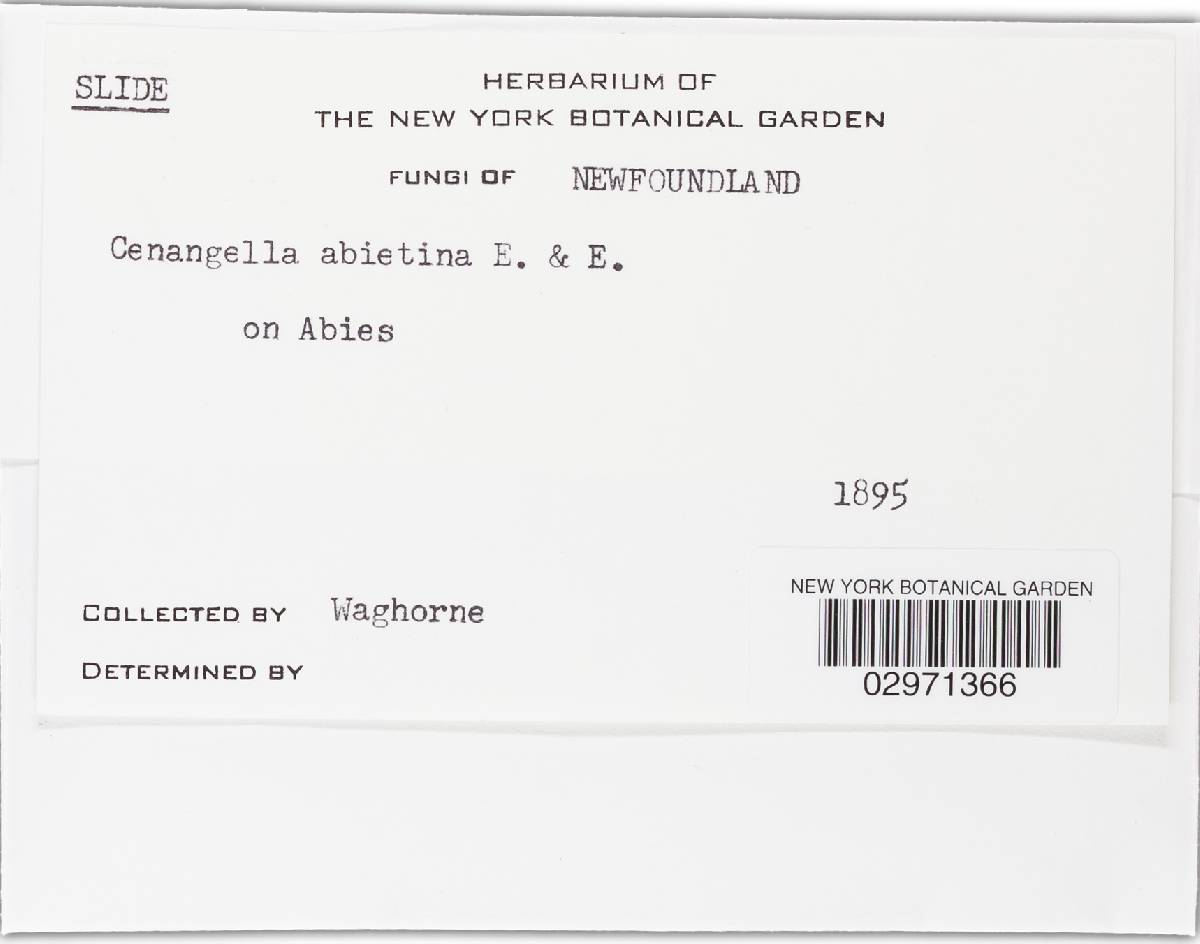 SLIDE
HERBARIUM OF
THE NEW YORK BOTANICAL GARDEN
FUNGI OF NEWFOUNDLAND
Cenangella abietina E. & E.
on Abies
1895
COLLECTED BY Waghorne
DETERMINED BY
NEW YORK BOTANICAL GARDEN
02971366